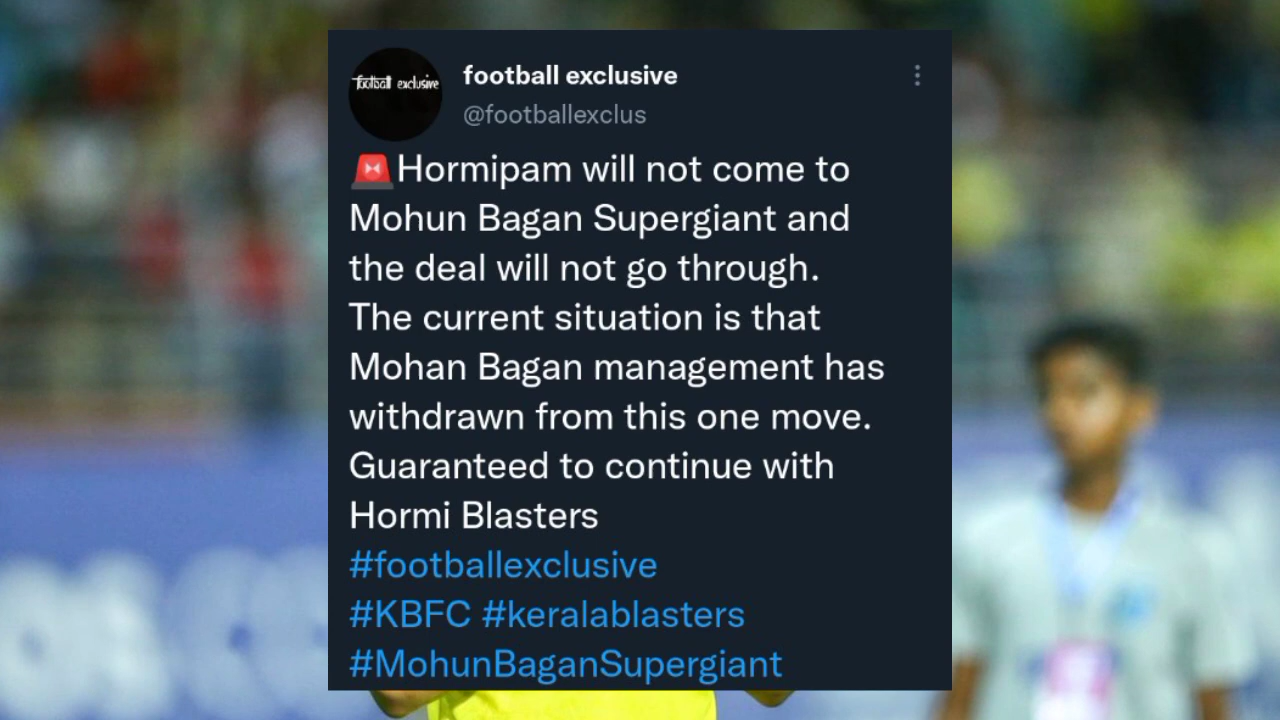 football exclusive
football exclusive
@footballexclus
🚨Hormipam will not come to
Mohun Bagan Supergiant and
the deal will not go through.
The current situation is that
Mohan Bagan management has
withdrawn from this one move.
Guaranteed to continue with
Hormi Blasters
#footballexclusive
#KBFC #keralablasters
#MohunBaganSupergiant